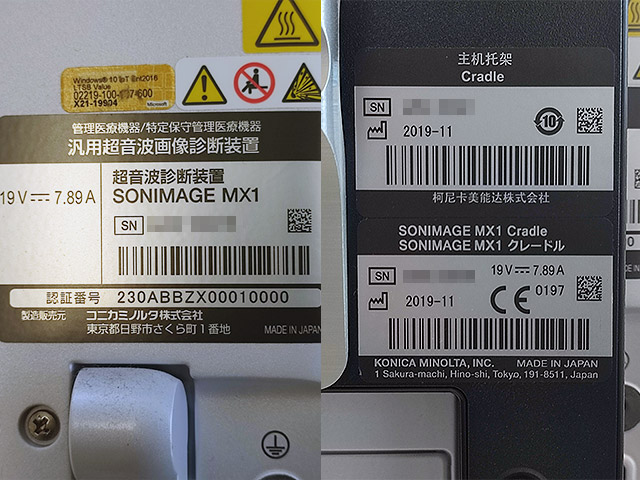 Windows® 10 IoT Ent 2016
LTSB Value
X21-19904
Microsoft
管理医療機器/特定保守管理医療機器
汎用超音波画像診断装置
超音波診断装置
19V 7.89A SONIMAGE MX1
SN
認証番号 230ABBZX00010000
製造販売元 コニカミノルタ株式会社
東京都日野市さくら町1番地
MADE IN JAPAN
主机托架
Cradle
SN
2019-11
10
柯尼卡美能达株式会社
SONIMAGE MX1 Cradle
SONIMAGE MX1 クレードル
SN
19V 7.89A
2019-11
CE 0197
KONICA MINOLTA, INC. MADE IN JAPAN
1 Sakura-machi, Hino-shi, Tokyo, 191-8511, Japan